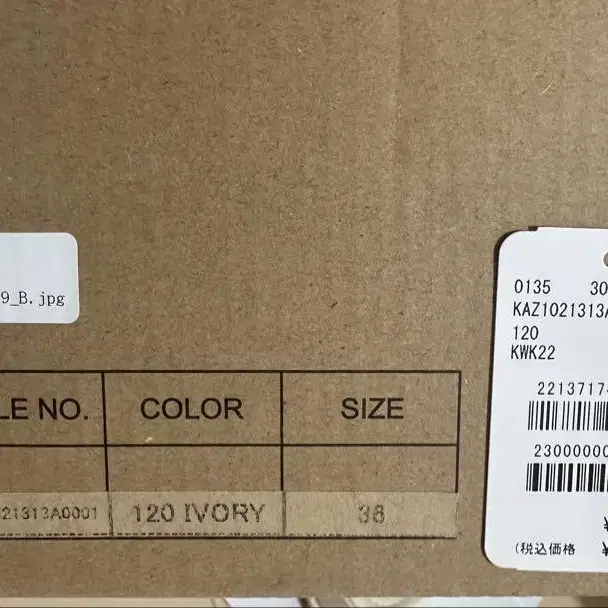 9_B.jpg
LE NO. COLOR SIZE
21313A0001 120 IVORY 36
0135 30
KAZ1021313A
120
KWK22
2213717
23000000
¥
(税込価格 ¥